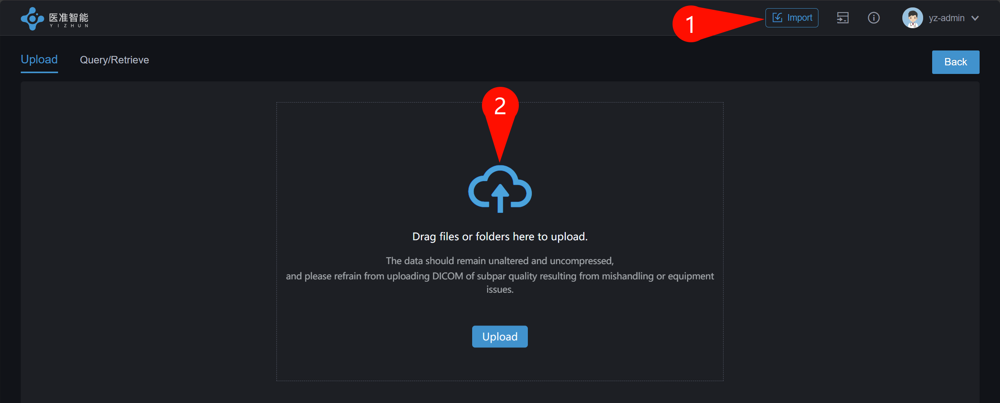 医准智能
YIZHUN
1
Import
yz-admin
Upload
Query/Retrieve
Back
2
Drag files or folders here to upload.
The data should remain unaltered and uncompressed,
and please refrain from uploading DICOM of subpar quality resulting from mishandling or equipment
issues.
Upload